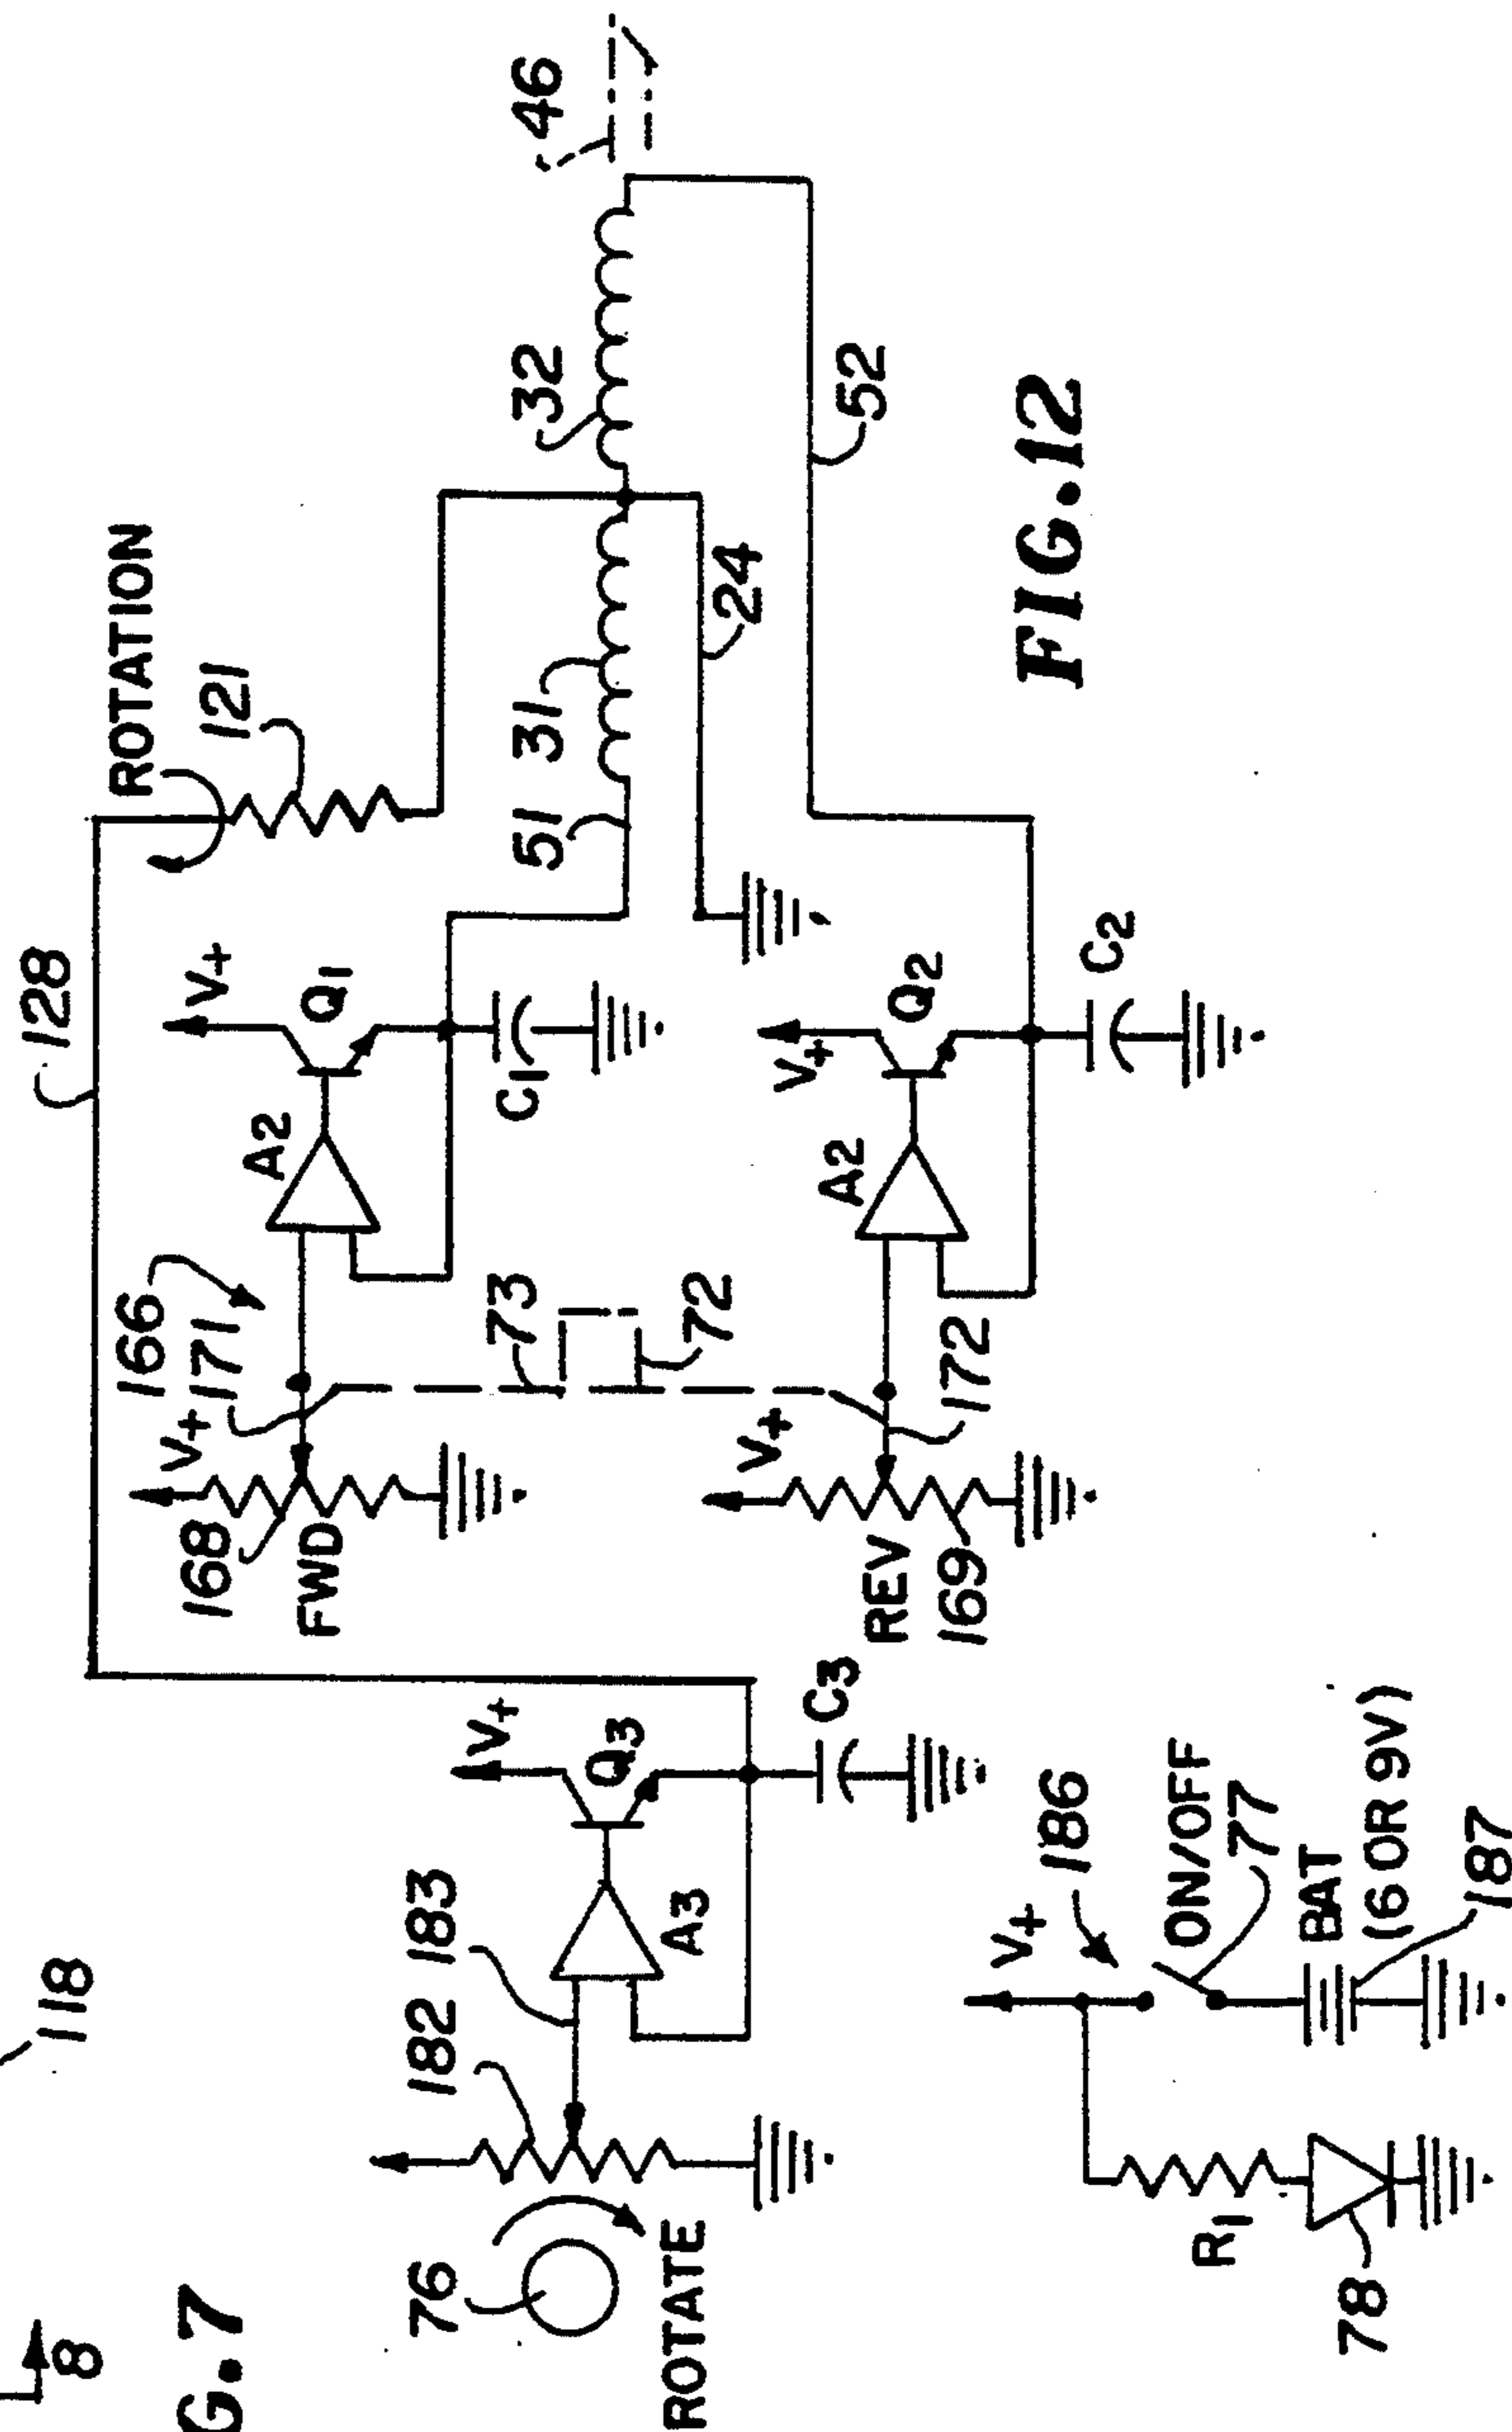 128
ROTATION
121
V+
Q1
A2
C1
166
171
V+
168
FWD
51
31
32
46
24
52
73
72
V+
Q2
A2
C2
172
V+
REV
169
V+
Q3
C3
A3
182
183
76
ROTATE
V+
186
ON/OFF
77
BAT
(6 OR 9V)
187
R1
78
FIG.12
118
8
G.7